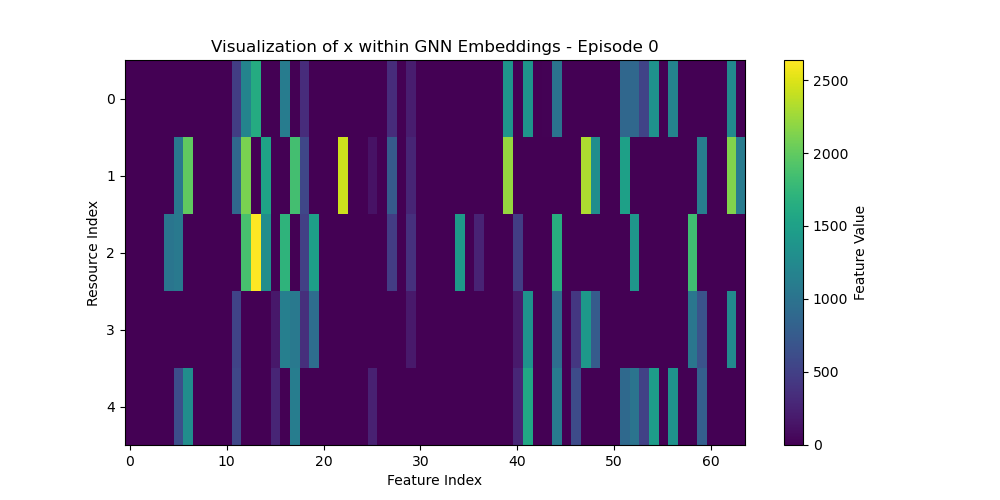 Visualization of x within GNN Embeddings - Episode 0
Resource Index
0
1
2
3
4
0 10 20 30 40 50 60
Feature Index
2500
2000
1500
1000
500
0
Feature Value